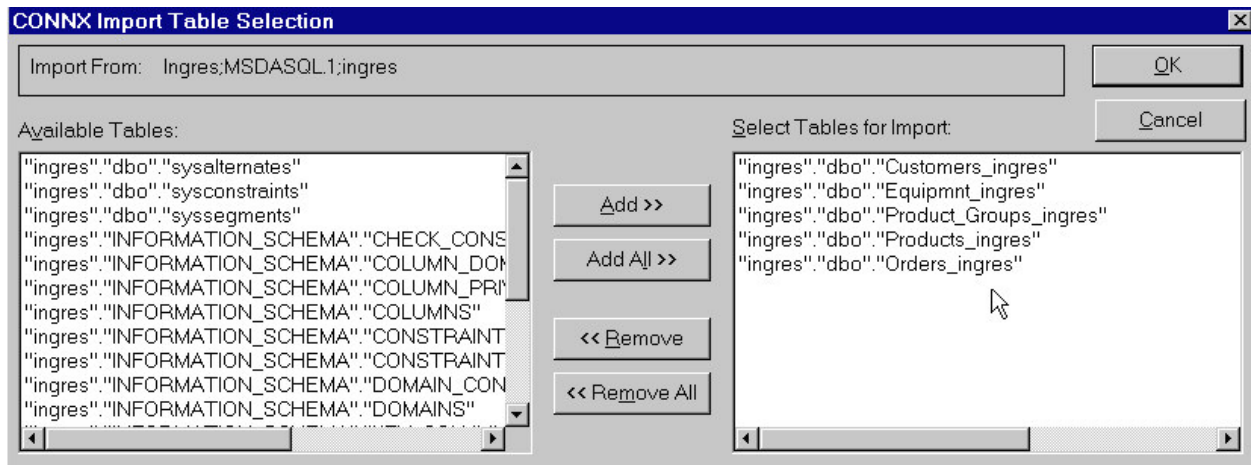 CONNX Import Table Selection
Import From: Ingres;MSDASQL.1;ingres
OK
Cancel
Available Tables:
"ingres"."dbo"."sysalternates"
"ingres"."dbo"."sysconstraints"
"ingres"."dbo"."syssegments"
"ingres"."INFORMATION_SCHEMA"."CHECK_CONS
"ingres"."INFORMATION_SCHEMA"."COLUMN_DOM
"ingres"."INFORMATION_SCHEMA"."COLUMN_PRI
"ingres"."INFORMATION_SCHEMA"."COLUMNS"
"ingres"."INFORMATION_SCHEMA"."CONSTRAINT
"ingres"."INFORMATION_SCHEMA"."CONSTRAINT
"ingres"."INFORMATION_SCHEMA"."DOMAIN_CON
"ingres"."INFORMATION_SCHEMA"."DOMAINS"
Add >>
Add All >>
<< Remove
<< Remove All
Select Tables for Import:
"ingres"."dbo"."Customers_ingres"
"ingres"."dbo"."Equipmnt_ingres"
"ingres"."dbo"."Product_Groups_ingres"
"ingres"."dbo"."Products_ingres"
"ingres"."dbo"."Orders_ingres"